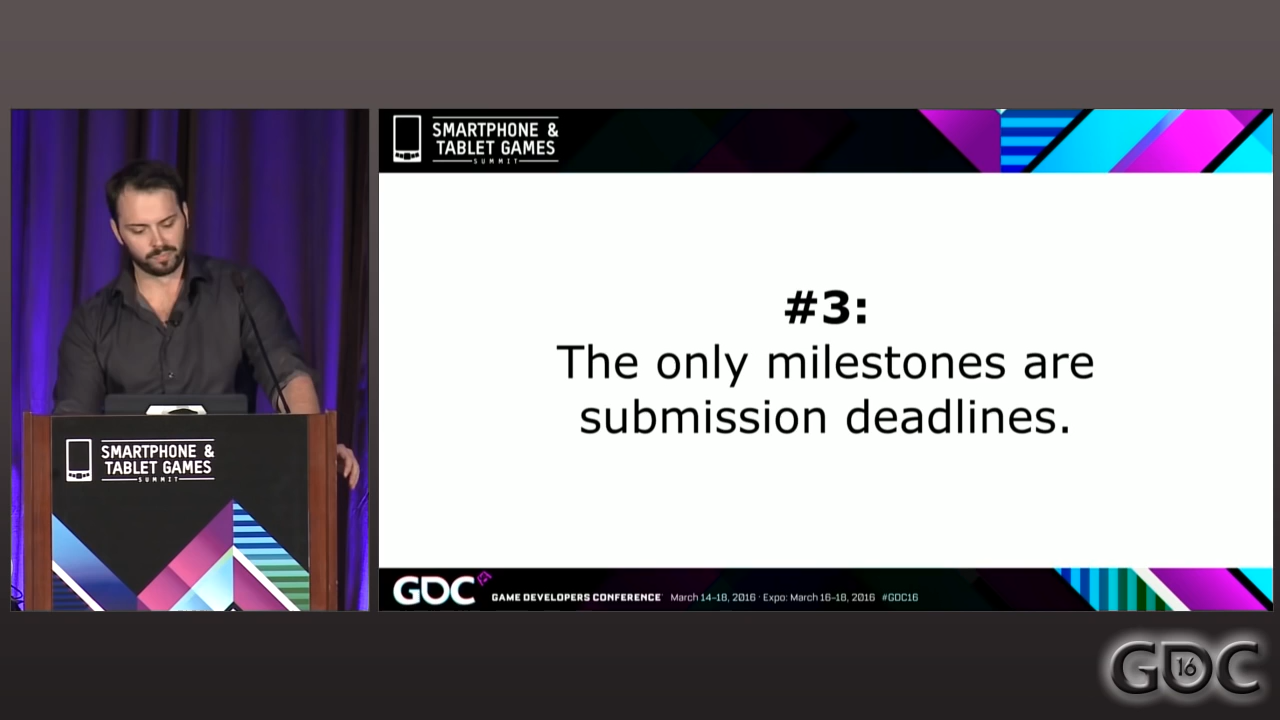 SMARTPHONE &
TABLET GAMES
SUMMIT
#3:
The only milestones are
submission deadlines.
SMARTPHONE &
TABLET GAMES
SUMMIT
GDC GAME DEVELOPERS CONFERENCE March 14–18, 2016 · Expo: March 16–18, 2016 #GDC16
GDC 16